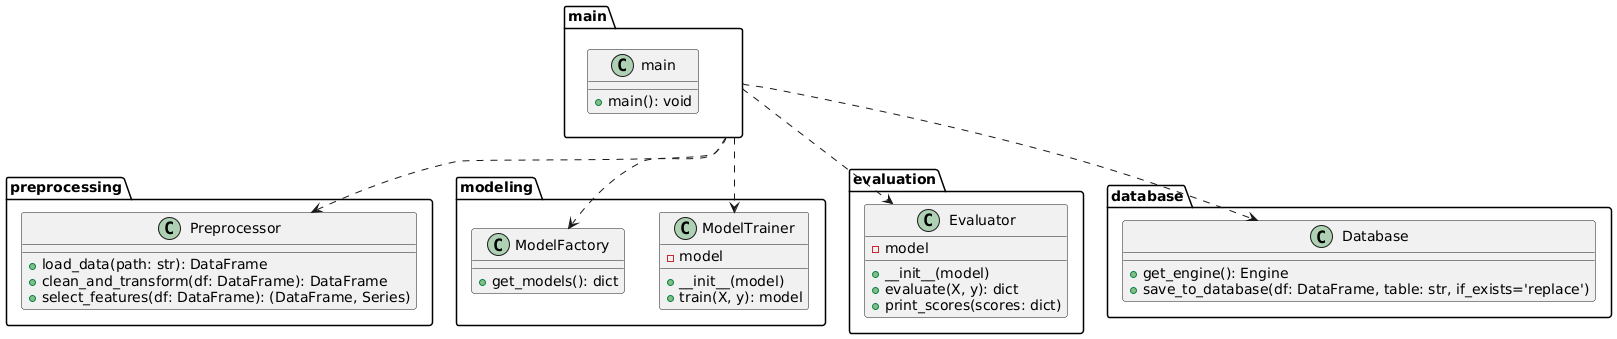 main
C main
main(): void
preprocessing
C Preprocessor
load_data(path: str): DataFrame
clean_and_transform(df: DataFrame): DataFrame
select_features(df: DataFrame): (DataFrame, Series)
modeling
C ModelFactory
get_models(): dict
C ModelTrainer
model
__init__(model)
train(X, y): model
evaluation
C Evaluator
model
__init__(model)
evaluate(X, y): dict
print_scores(scores: dict)
database
C Database
get_engine(): Engine
save_to_database(df: DataFrame, table: str, if_exists='replace')